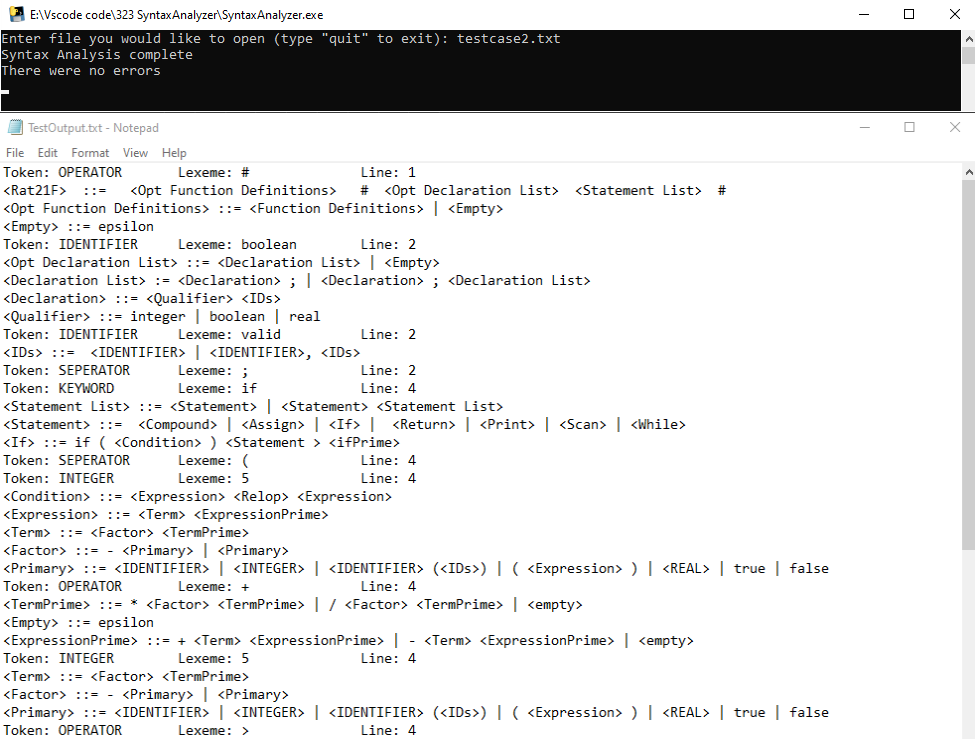 E:\Vscode code\323 SyntaxAnalyzer\SyntaxAnalyzer.exe
Enter file you would like to open (type "quit" to exit): testcase2.txt
Syntax Analysis complete
There were no errors
TestOutput.txt - Notepad
File Edit Format View Help
Token: OPERATOR Lexeme: # Line: 1
<Rat21F> ::= <Opt Function Definitions> # <Opt Declaration List> <Statement List> #
<Opt Function Definitions> ::= <Function Definitions> | <Empty>
<Empty> ::= epsilon
Token: IDENTIFIER Lexeme: boolean Line: 2
<Opt Declaration List> ::= <Declaration List> | <Empty>
<Declaration List> := <Declaration> ; | <Declaration> ; <Declaration List>
<Declaration> ::= <Qualifier> <IDs>
<Qualifier> ::= integer | boolean | real
Token: IDENTIFIER Lexeme: valid Line: 2
<IDs> ::= <IDENTIFIER> | <IDENTIFIER>, <IDs>
Token: SEPERATOR Lexeme: ; Line: 2
Token: KEYWORD Lexeme: if Line: 4
<Statement List> ::= <Statement> | <Statement> <Statement List>
<Statement> ::= <Compound> | <Assign> | <If> | <Return> | <Print> | <Scan> | <While>
<If> ::= if ( <Condition> ) <Statement > <ifPrime>
Token: SEPERATOR Lexeme: ( Line: 4
Token: INTEGER Lexeme: 5 Line: 4
<Condition> ::= <Expression> <Relop> <Expression>
<Expression> ::= <Term> <ExpressionPrime>
<Term> ::= <Factor> <TermPrime>
<Factor> ::= - <Primary> | <Primary>
<Primary> ::= <IDENTIFIER> | <INTEGER> | <IDENTIFIER> (<IDs>) | ( <Expression> ) | <REAL> | true | false
Token: OPERATOR Lexeme: + Line: 4
<TermPrime> ::= * <Factor> <TermPrime> | / <Factor> <TermPrime> | <empty>
<Empty> ::= epsilon
<ExpressionPrime> ::= + <Term> <ExpressionPrime> | - <Term> <ExpressionPrime> | <empty>
Token: INTEGER Lexeme: 5 Line: 4
<Term> ::= <Factor> <TermPrime>
<Factor> ::= - <Primary> | <Primary>
<Primary> ::= <IDENTIFIER> | <INTEGER> | <IDENTIFIER> (<IDs>) | ( <Expression> ) | <REAL> | true | false
Token: OPERATOR Lexeme: > Line: 4